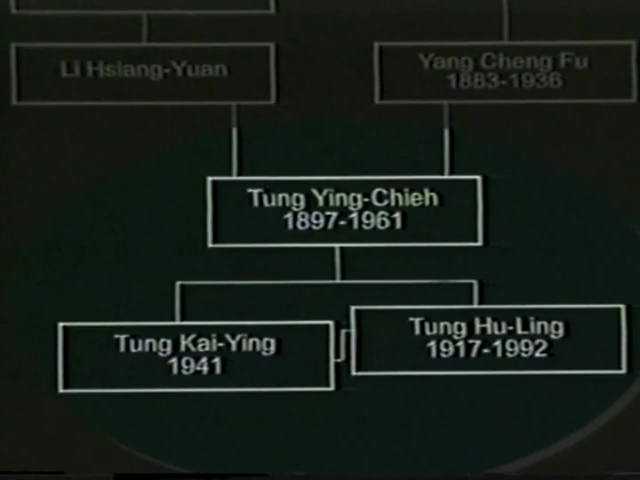 Li Hsiang-Yuan
Yang Cheng Fu
1883-1936
Tung Ying-Chieh
1897-1961
Tung Kai-Ying
1941
Tung Hu-Ling
1917-1992